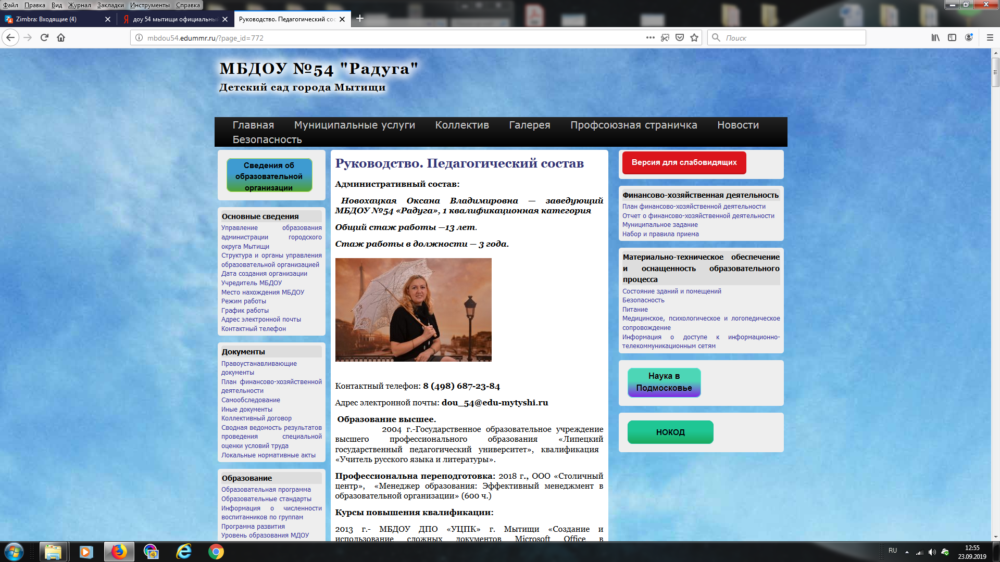 Файл Правка Вид Журнал Закладки Инструменты Справка
Zimbra: Входящие (4)
доу 54 мытищи официальный
Руководство. Педагогический сос
mbdou54.edummr.ru/?page_id=772
Поиск
МБДОУ №54 "Радуга"
Детский сад города Мытищи
Главная Муниципальные услуги Коллектив Галерея Профсоюзная страничка Новости
Безопасность
Сведения об
образовательной
организации
Основные сведения
Управление образования
администрации городского
округа Мытищи
Структура и органы управления
образовательной организацией
Дата создания организации
Учредитель МБДОУ
Место нахождения МБДОУ
Режим работы
График работы
Адрес электронной почты
Контактный телефон
Документы
Правоустанавливающие
документы
План финансово-хозяйственной
деятельности
Самообследование
Иные документы
Коллективный договор
Сводная ведомость результатов
проведения специальной
оценки условий труда
Локальные нормативные акты
Образование
Образовательная программа
Образовательные стандарты
Информация о численности
воспитанников по группам
Программа развития
Уровень образования МДОУ
Руководство. Педагогический состав
Административный состав:
Новохацкая Оксана Владимировна — заведующий
МБДОУ №54 «Радуга», 1 квалификационная категория
Общий стаж работы —13 лет.
Стаж работы в должности — 3 года.
Контактный телефон: 8 (498) 687-23-84
Адрес электронной почты: dou_54@edu-mytyshi.ru
Образование высшее.
2004 г.-Государственное образовательное учреждение
высшего профессионального образования «Липецкий
государственный педагогический университет», квалификация
«Учитель русского языка и литературы».
Профессиональна переподготовка: 2018 г., ООО «Столичный
центр», «Менеджер образования: Эффективный менеджмент в
образовательной организации» (600 ч.)
Курсы повышения квалификации:
2013 г.- МБДОУ ДПО «УЦПК» г. Мытищи «Создание и
использование сложных документов Microsoft Office в
Версия для слабовидящих
Финансово-хозяйственная деятельность
План финансово-хозяйственной деятельности
Отчет о финансово-хозяйственной деятельности
Муниципальное задание
Набор и правила приема
Материально-техническое обеспечение
и оснащенность образовательного
процесса
Состояние зданий и помещений
Безопасность
Питание
Медицинское, психологическое и логопедическое
сопровождение
Информация о доступе к информационно-
телекоммуникационным сетям
Наука в
Подмосковье
НОКОД
RU
12:55
23.09.2019